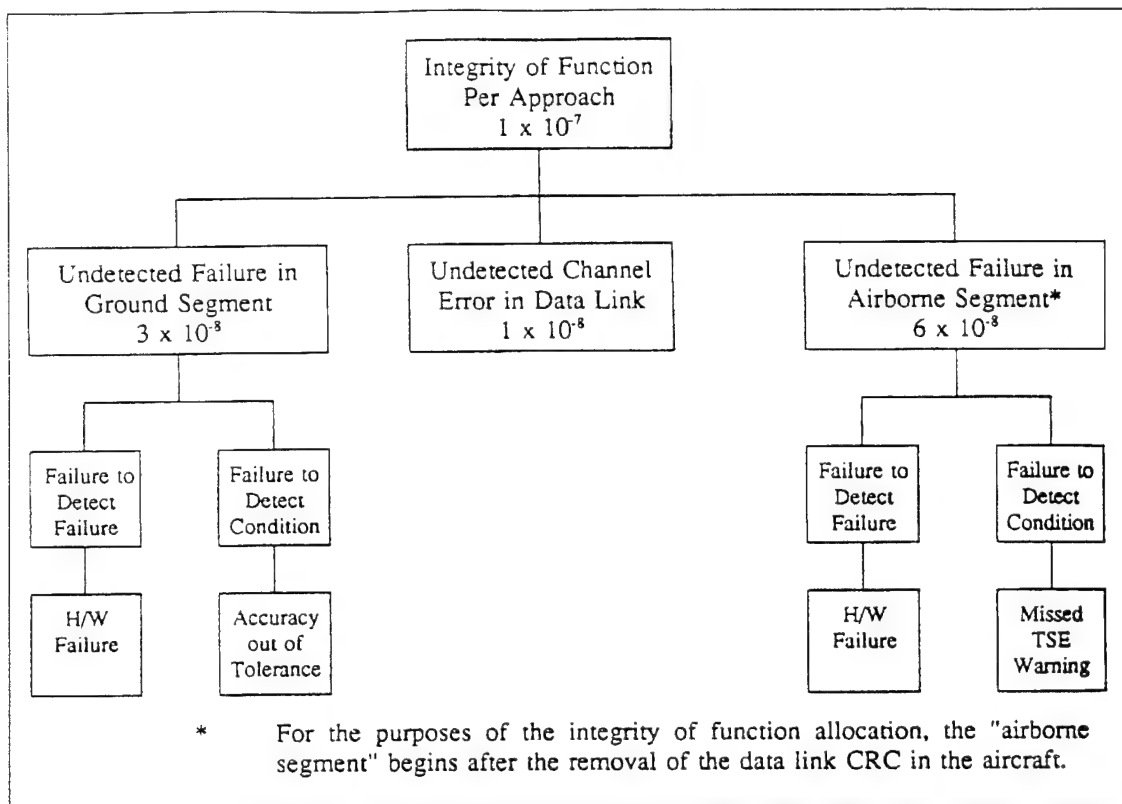 Integrity of Function
Per Approach
1 x 10⁻⁷
Undetected Failure in
Ground Segment
3 x 10⁻⁸
Undetected Channel
Error in Data Link
1 x 10⁻⁸
Undetected Failure in
Airborne Segment*
6 x 10⁻⁸
Failure to
Detect
Failure
Failure to
Detect
Condition
Failure to
Detect
Failure
Failure to
Detect
Condition
H/W
Failure
Accuracy
out of
Tolerance
H/W
Failure
Missed
TSE
Warning
* For the purposes of the integrity of function allocation, the "airborne
segment" begins after the removal of the data link CRC in the aircraft.